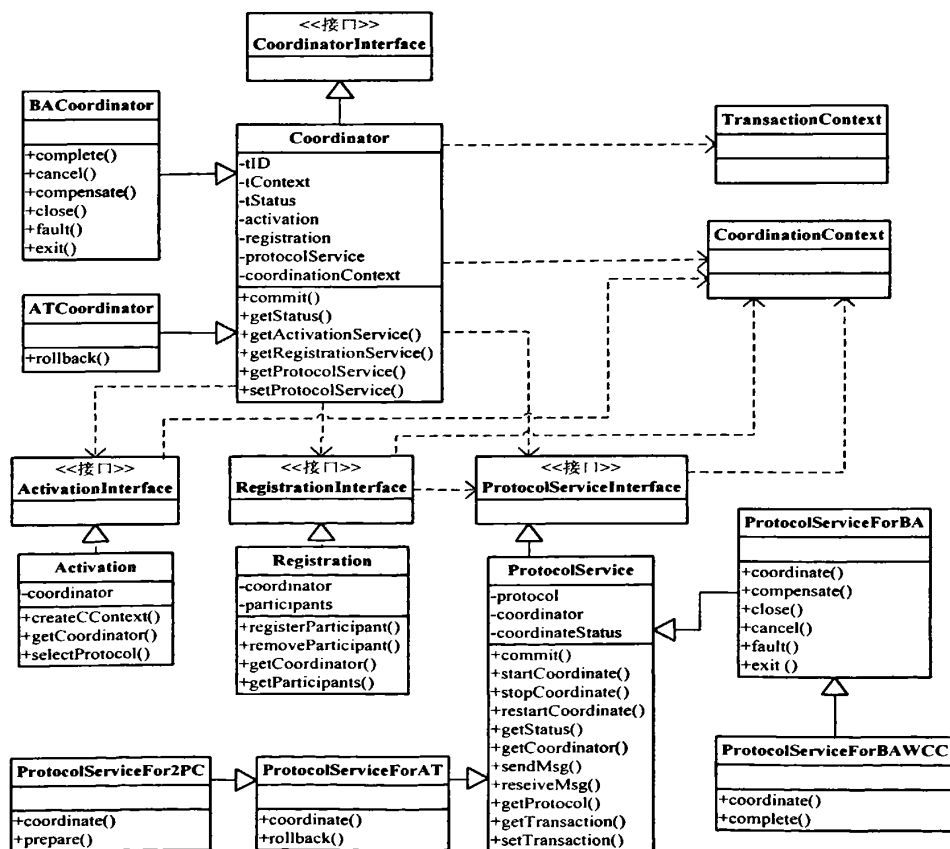 <<接口>>
CoordinatorInterface
BACoordinator
+complete()
+cancel()
+compensate()
+close()
+fault()
+exit()
Coordinator
-tID
-tContext
-tStatus
-activation
-registration
-protocolService
-coordinationContext
+commit()
+getStatus()
+getActivationService()
+getRegistrationService()
+getProtocolService()
+setProtocolService()
TransactionContext
CoordinationContext
ATCoordinator
+rollback()
<<接口>>
ActivationInterface
<<接口>>
RegistrationInterface
<<接口>>
ProtocolServiceInterface
Activation
-coordinator
+createCContext()
+getCoordinator()
+selectProtocol()
Registration
-coordinator
-participants
+registerParticipant()
+removeParticipant()
+getCoordinator()
+getParticipants()
ProtocolService
-protocol
-coordinator
-coordinateStatus
+commit()
+startCoordinate()
+stopCoordinate()
+restartCoordinate()
+getStatus()
+getCoordinator()
+sendMsg()
+reseiveMsg()
+getProtocol()
+getTransaction()
+setTransaction()
ProtocolServiceForBA
+coordinate()
+compensate()
+close()
+cancel()
+fault()
+exit ()
ProtocolServiceFor2PC
+coordinate()
+prepare()
ProtocolServiceForAT
+coordinate()
+rollback()
ProtocolServiceForBAWCC
+coordinate()
+complete()